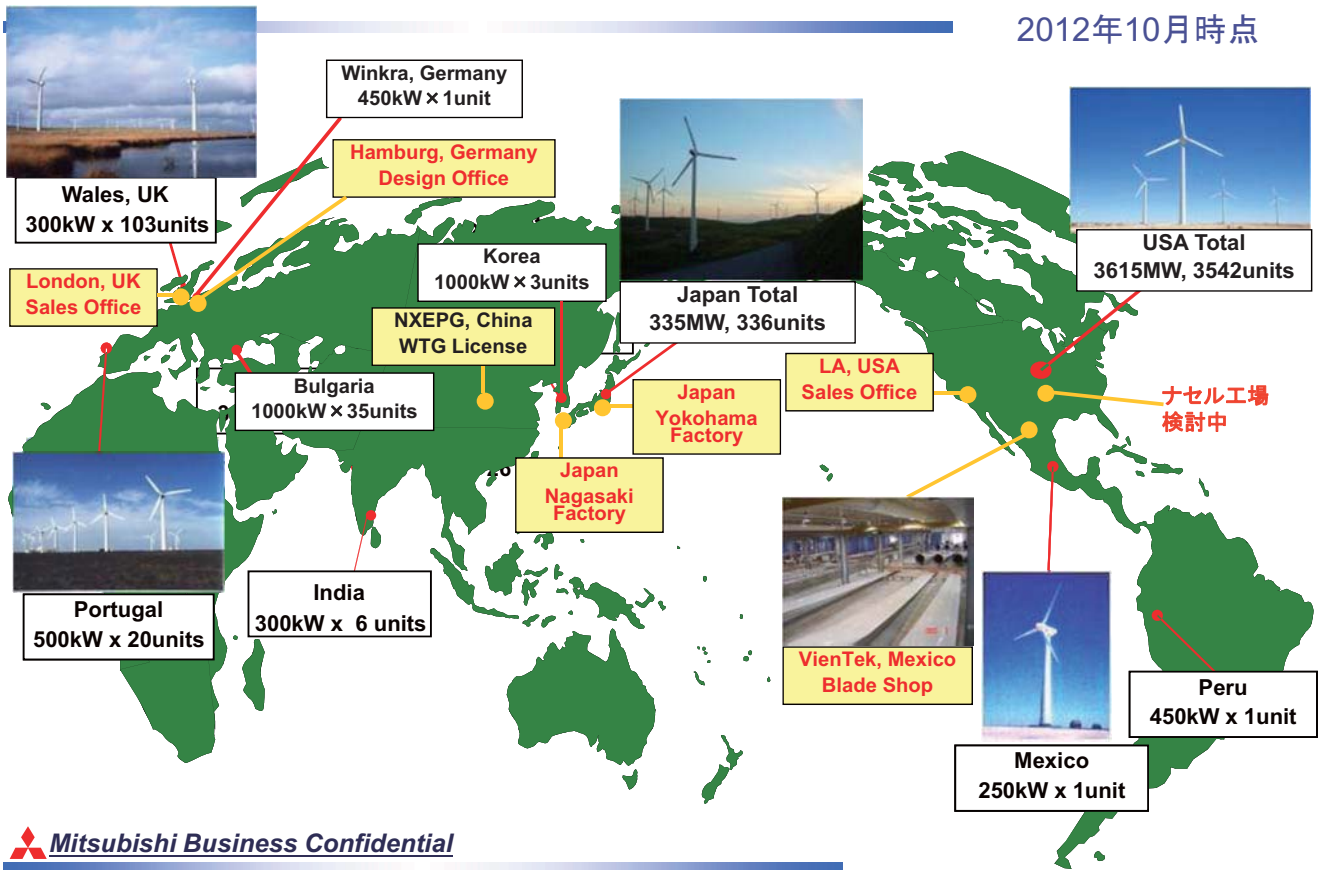 2012年10月時点
Winkra, Germany
450kW×1unit
Hamburg, Germany
Design Office
Wales, UK
300kW x 103units
London, UK
Sales Office
Korea
1000kW×3units
NXEPG, China
WTG License
Japan Total
335MW, 336units
USA Total
3615MW, 3542units
Bulgaria
1000kW×35units
Japan
Yokohama
Factory
LA, USA
Sales Office
ナセル工場
検討中
Japan
Nagasaki
Factory
Portugal
500kW x 20units
India
300kW x 6 units
VienTek, Mexico
Blade Shop
Mexico
250kW x 1unit
Peru
450kW x 1unit
Mitsubishi Business Confidential